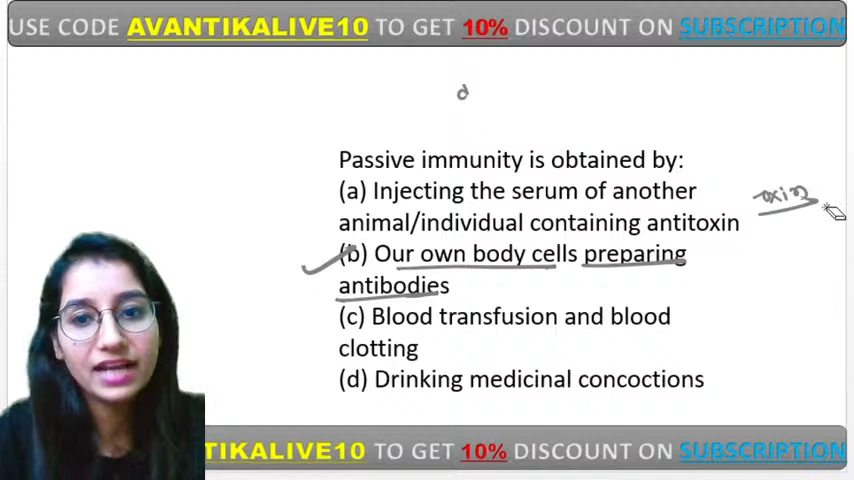 USE CODE AVANTIKALIVE10 TO GET 10% DISCOUNT ON SUBSCRIPTION
Passive immunity is obtained by:
(a) Injecting the serum of another
animal/individual containing antitoxin
(b) Our own body cells preparing
antibodies
(c) Blood transfusion and blood
clotting
(d) Drinking medicinal concoctions
TIKALIVE10 TO GET 10% DISCOUNT ON SUBSCRIPTION